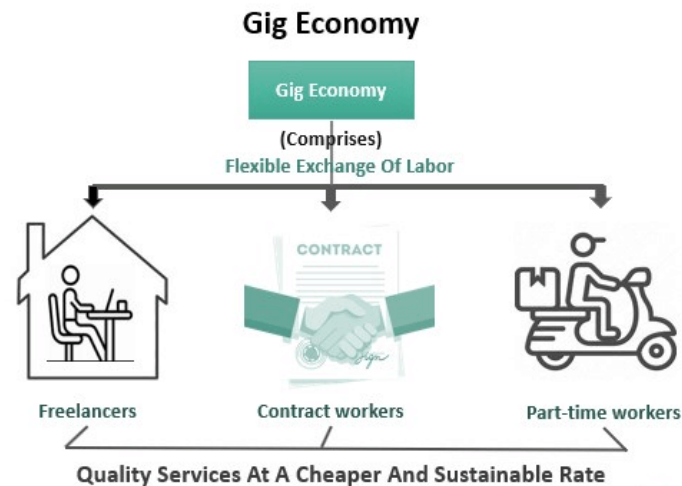 Gig Economy
Gig Economy
(Comprises)
Flexible Exchange Of Labor
CONTRACT
sign
Freelancers
Contract workers
Part-time workers
Quality Services At A Cheaper And Sustainable Rate